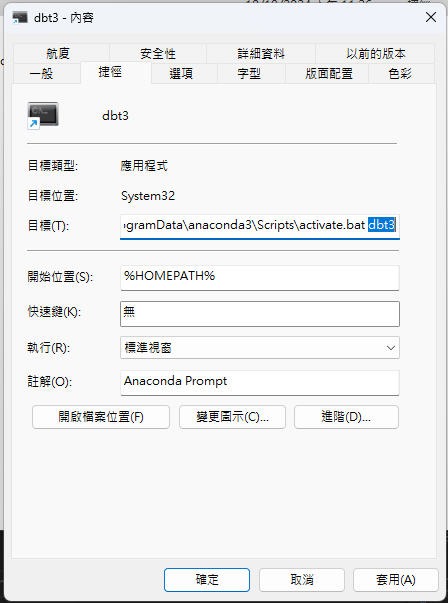 dbt3 - 內容
航廈 安全性 詳細資料 以前的版本
一般 捷徑 選項 字型 版面配置 色彩
dbt3
目標類型: 應用程式
目標位置: System32
目標(T): ogramData\anaconda3\Scripts\activate.bat dbt3
開始位置(S): %HOMEPATH%
快速鍵(K): 無
執行(R): 標準視窗
註解(O): Anaconda Prompt
開啟檔案位置(F) 變更圖示(C)... 進階(D)...
確定 取消 套用(A)